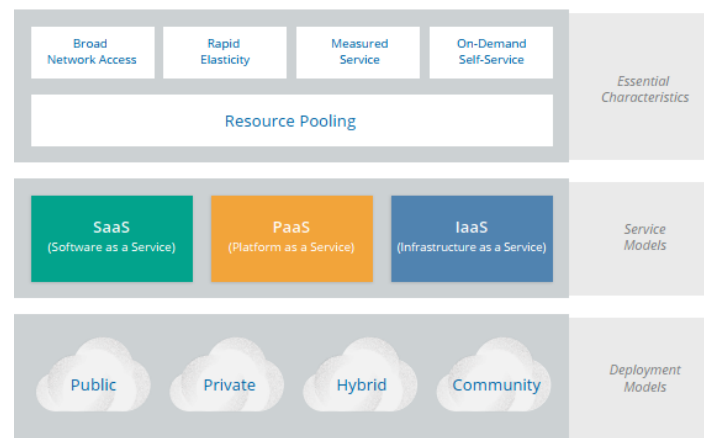 Broad
Network Access
Rapid
Elasticity
Measured
Service
On-Demand
Self-Service
Resource Pooling
Essential
Characteristics
SaaS
(Software as a Service)
PaaS
(Platform as a Service)
IaaS
(Infrastructure as a Service)
Service
Models
Public
Private
Hybrid
Community
Deployment
Models